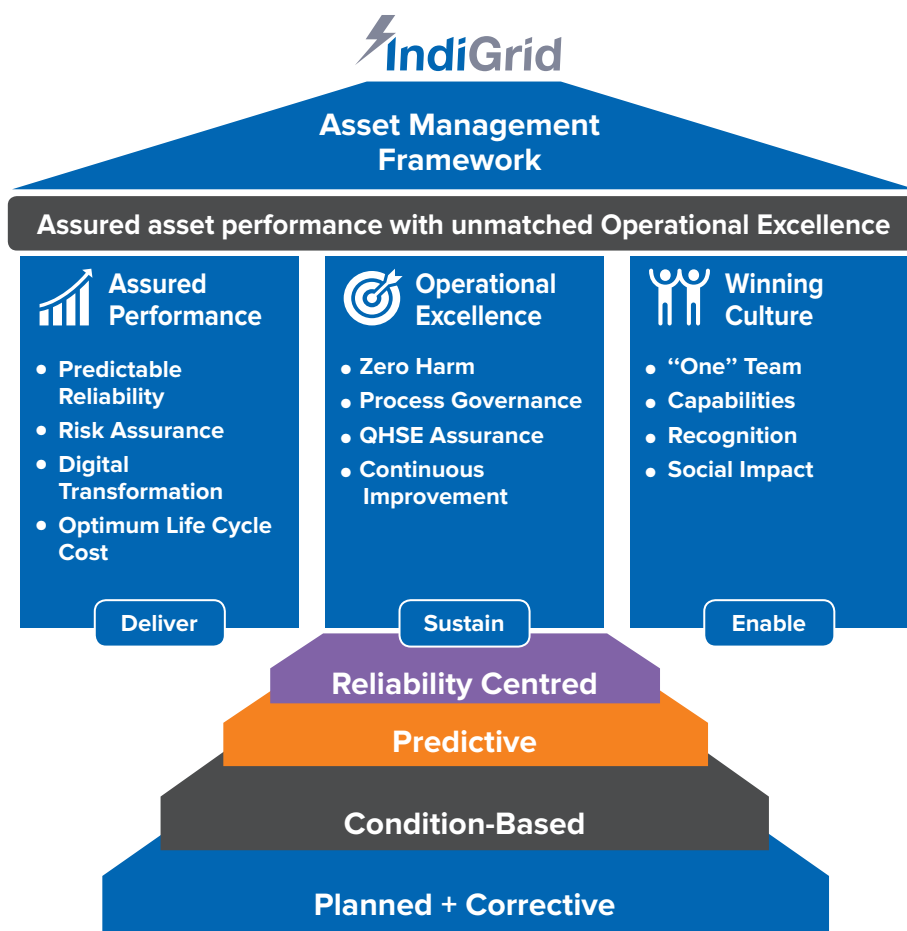 IndiGrid
Asset Management
Framework
Assured asset performance with unmatched Operational Excellence
Assured
Performance
• Predictable
Reliability
• Risk Assurance
• Digital
Transformation
• Optimum Life Cycle
Cost
Deliver
Operational
Excellence
• Zero Harm
• Process Governance
• QHSE Assurance
• Continuous
Improvement
Sustain
Winning
Culture
• “One” Team
• Capabilities
• Recognition
• Social Impact
Enable
Reliability Centred
Predictive
Condition-Based
Planned + Corrective